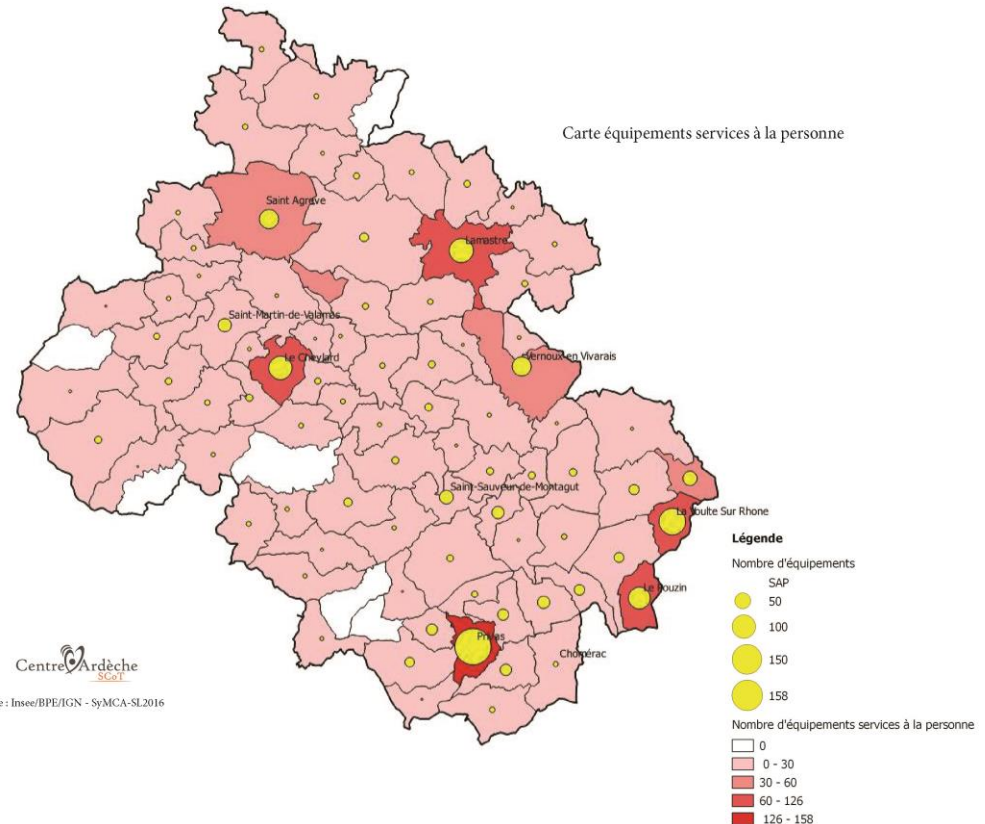 Carte équipements services à la personne
Saint Agrève
Lamastre
Saint-Martin-de-Valamas
Le Cheylard
Vernoux en Vivarais
Saint-Sauveur-de-Montagut
La Voulte Sur Rhone
Le Pouzin
Privas
Chomérac
Légende
Nombre d'équipements
SAP
50
100
150
158
Nombre d'équipements services à la personne
0
0 - 30
30 - 60
60 - 126
126 - 158
Centre Ardèche
SCoT
e : Insee/BPE/IGN - SyMCA-SL2016